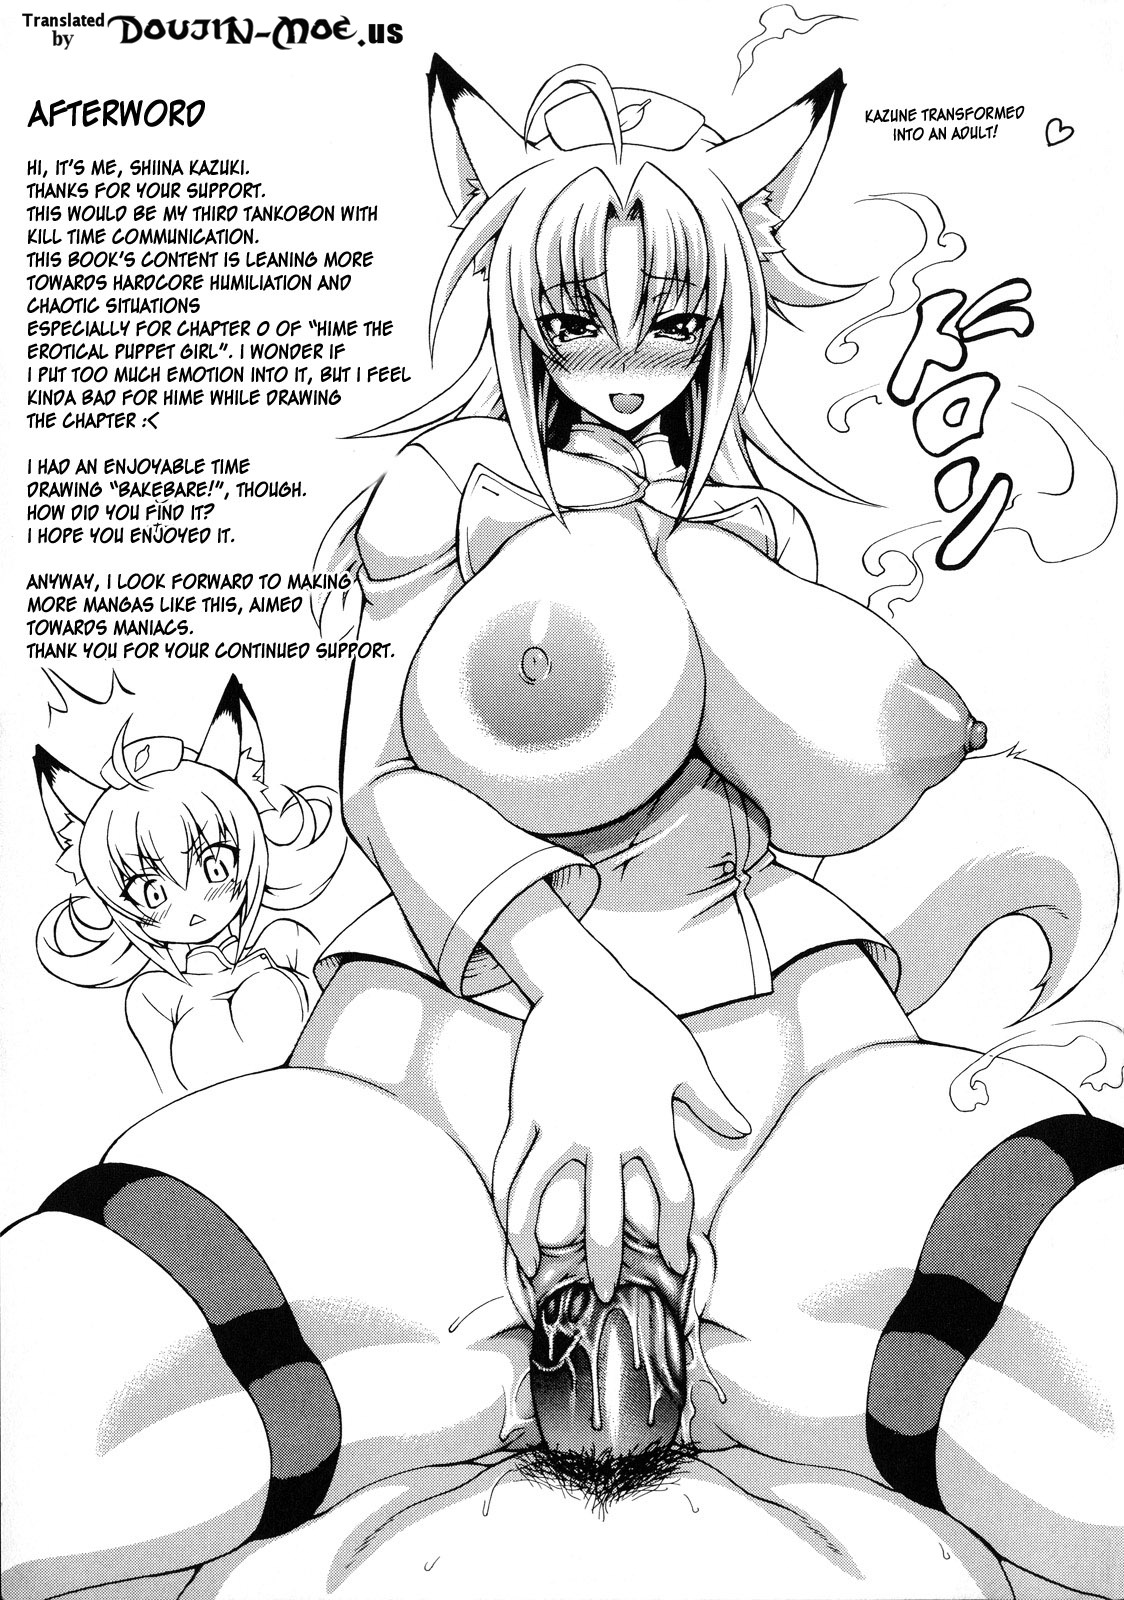 Translated
by
DOUJIN-MOE.us
AFTERWORD
HI, IT'S ME, SHIINA KAZUKI.
THANKS FOR YOUR SUPPORT.
THIS WOULD BE MY THIRD TANKOBON WITH
KILL TIME COMMUNICATION.
THIS BOOK'S CONTENT IS LEANING MORE
TOWARDS HARDCORE HUMILIATION AND
CHAOTIC SITUATIONS
ESPECIALLY FOR CHAPTER 0 OF "HIME THE
EROTICAL PUPPET GIRL". I WONDER IF
I PUT TOO MUCH EMOTION INTO IT, BUT I FEEL
KINDA BAD FOR HIME WHILE DRAWING
THE CHAPTER :<
I HAD AN ENJOYABLE TIME
DRAWING "BAKEBARE!", THOUGH.
HOW DID YOU FIND IT?
I HOPE YOU ENJOYED IT.
ANYWAY, I LOOK FORWARD TO MAKING
MORE MANGAS LIKE THIS, AIMED
TOWARDS MANIACS.
THANK YOU FOR YOUR CONTINUED SUPPORT.
KAZUNE TRANSFORMED
INTO AN ADULT!
ドロン